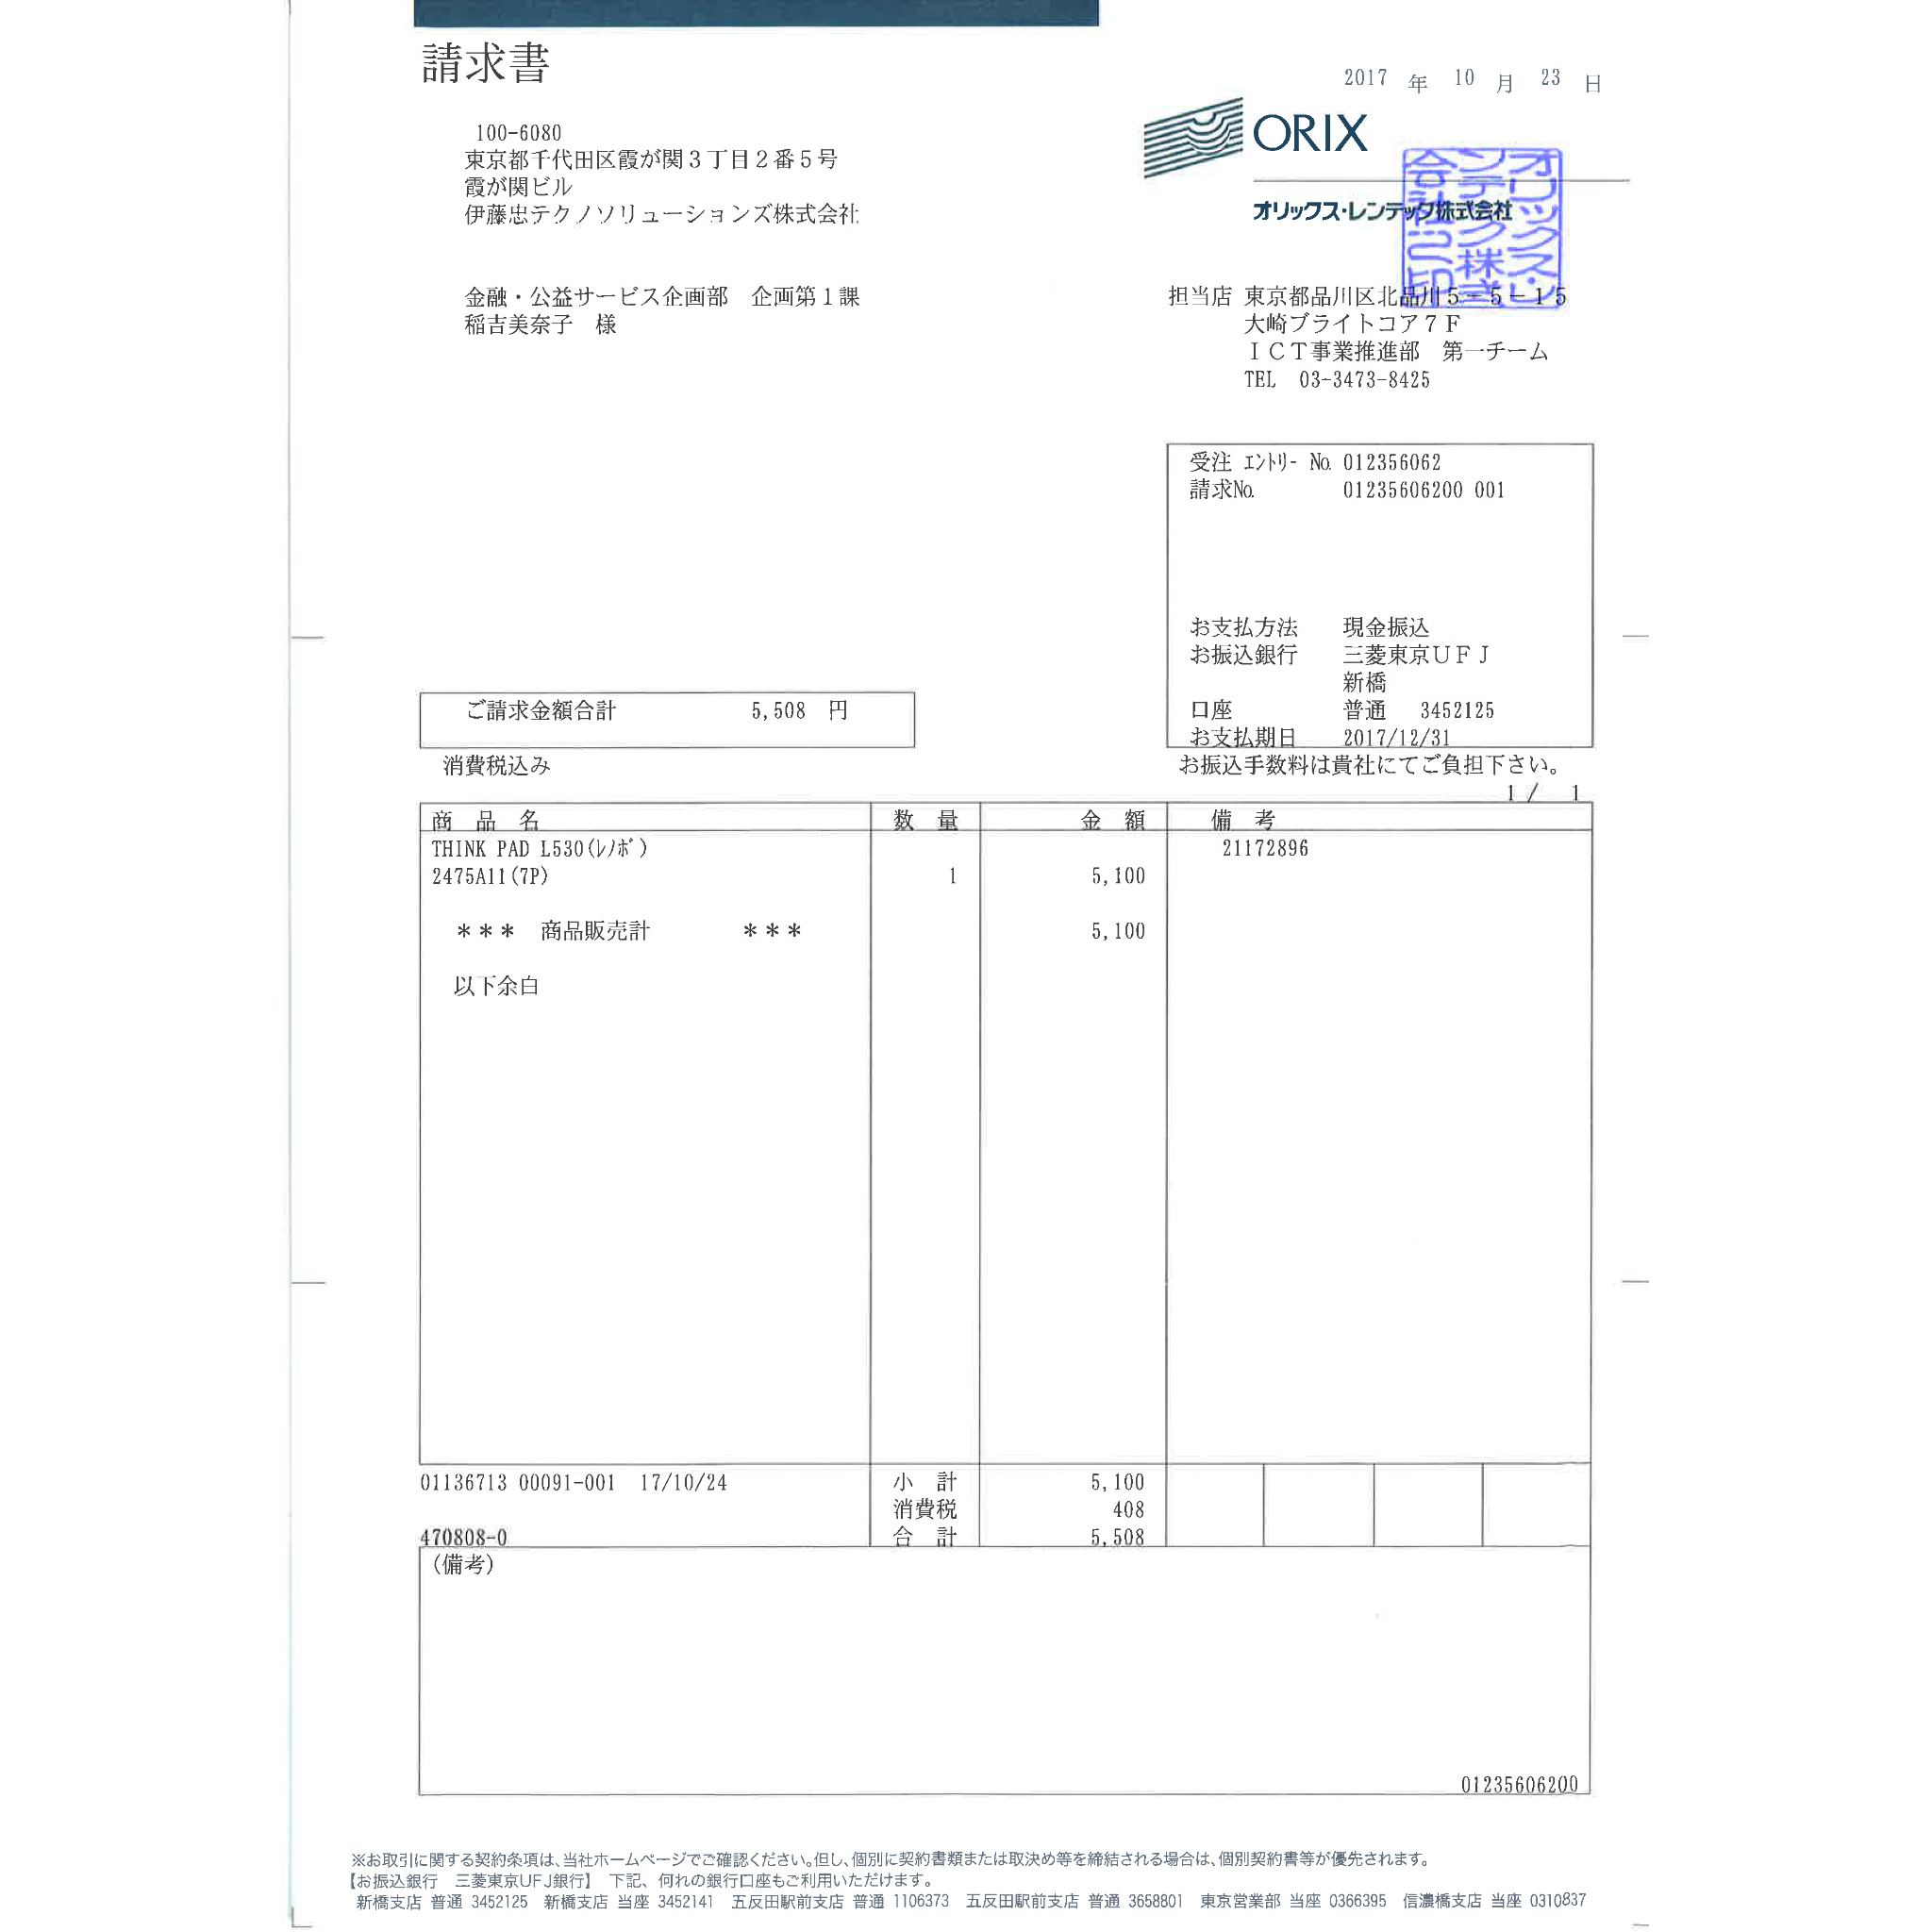 請求書
2017 年 10 月 23 日
100-6080
東京都千代田区霞が関３丁目２番５号
霞が関ビル
伊藤忠テクノソリューションズ株式会社
金融・公益サービス企画部　企画第１課
稲吉美奈子　様
ORIX
オリックス・レンテック株式会社
オリックス・レンテック株式会社印
担当店 東京都品川区北品川５－５－１５
大崎ブライトコア７Ｆ
ＩＣＴ事業推進部　第一チーム
TEL 03-3473-8425
受注 ｴﾝﾄﾘｰ No. 012356062
請求No. 01235606200 001
お支払方法 現金振込
お振込銀行 三菱東京ＵＦＪ
新橋
口座 普通 3452125
お支払期日 2017/12/31
お振込手数料は貴社にてご負担下さい。
ご請求金額合計 5,508 円
消費税込み
1 / 1
商 品 名 数 量 金 額 備 考
THINK PAD L530(ﾚﾉﾎﾞ) 21172896
2475A11(7P) 1 5,100
＊＊＊ 商品販売計 ＊＊＊ 5,100
以下余白
01136713 00091-001 17/10/24 小 計 5,100
消費税 408
470808-0 合 計 5,508
(備考)
01235606200
※お取引に関する契約条項は、当社ホームページでご確認ください。但し、個別に契約書類または取決め等を締結される場合は、個別契約書等が優先されます。
【お振込銀行　三菱東京UFJ銀行】　下記、何れの銀行口座もご利用いただけます。
新橋支店 普通 3452125 新橋支店 当座 3452141 五反田駅前支店 普通 1106373 五反田駅前支店 普通 3658801 東京営業部 当座 0366395 信濃橋支店 当座 0310837